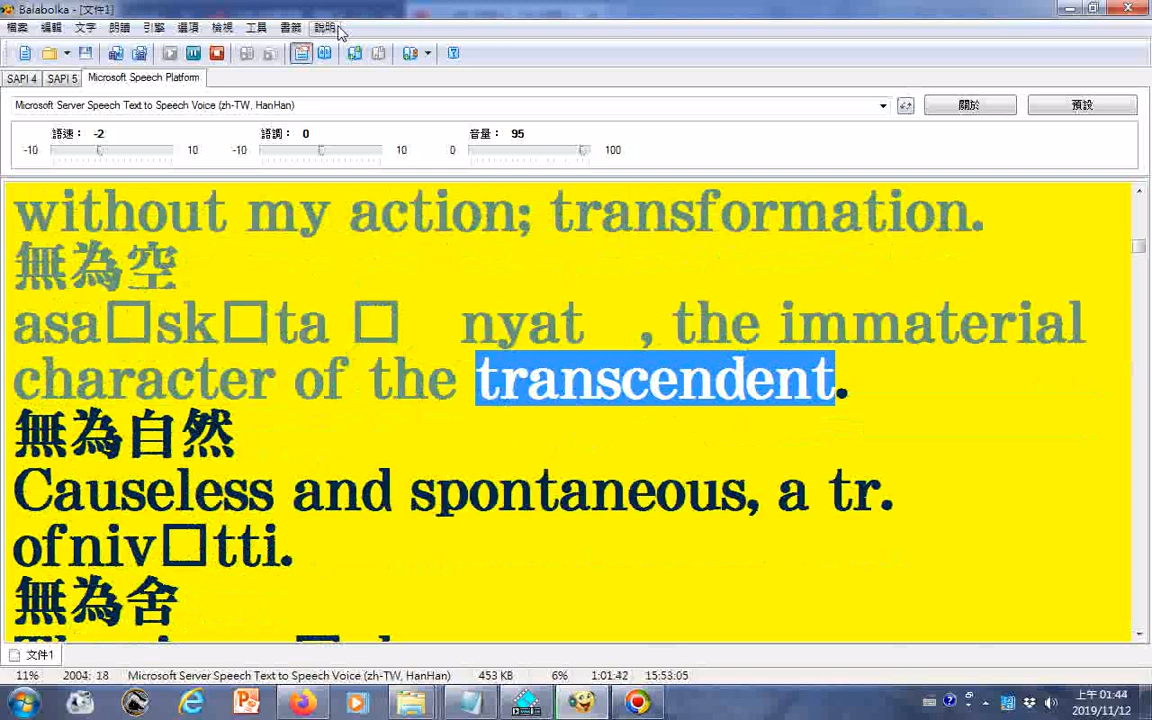 Balabolka - [文件1]
檔案 編輯 文字 朗讀 引擎 選項 檢視 工具 書籤 說明
SAPI 4 SAPI 5 Microsoft Speech Platform
Microsoft Server Speech Text to Speech Voice (zh-TW, HanHan) 關於 預設
語速： -2 語調： 0 音量： 95
-10 10 -10 10 0 100
without my action; transformation.
無為空
asa□sk□ta □ nyat , the immaterial
character of the transcendent.
無為自然
Causeless and spontaneous, a tr.
ofniv□tti.
無為舍
文件1
11% 2004: 18 Microsoft Server Speech Text to Speech Voice (zh-TW, HanHan) 453 KB 6% 1:01:42 15:53:05
上午 01:44
2019/11/12